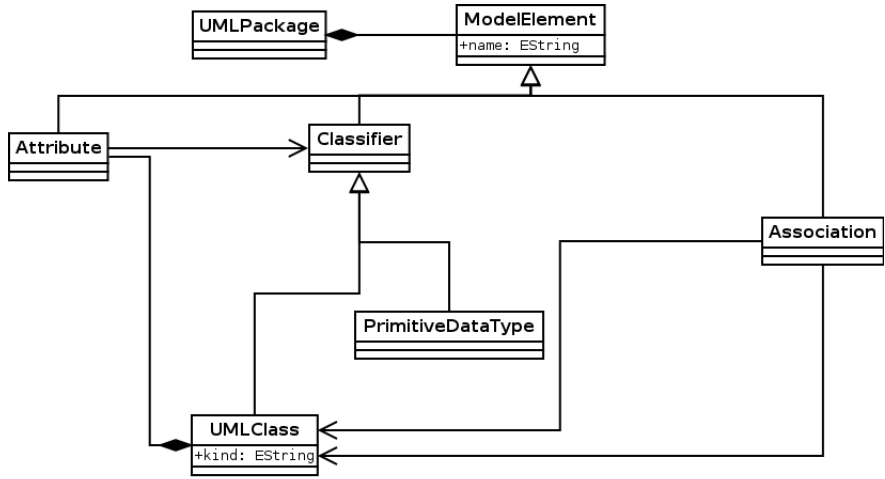 UMLPackage
ModelElement
+name: EString
Attribute
Classifier
Association
PrimitiveDataType
UMLClass
+kind: EString